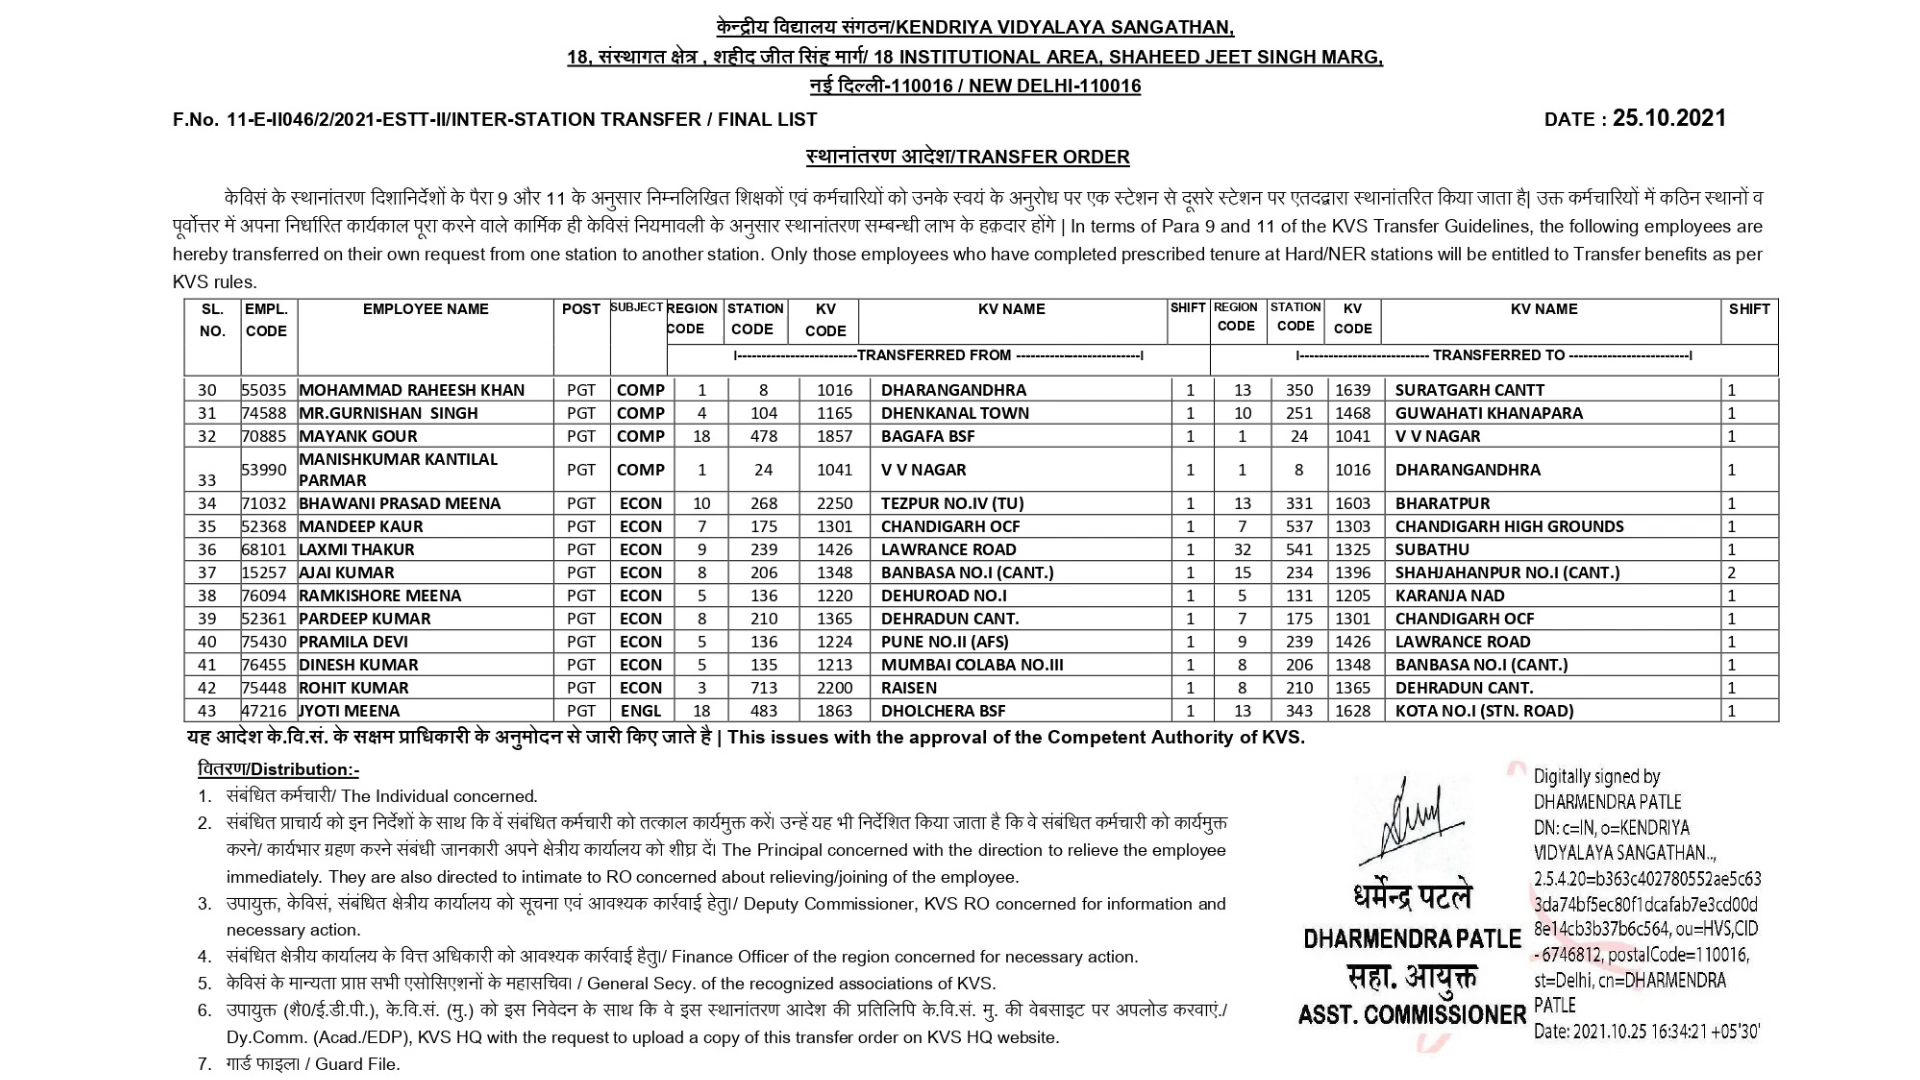 केन्द्रीय विद्यालय संगठन/KENDRIYA VIDYALAYA SANGATHAN,
18, संस्थागत क्षेत्र , शहीद जीत सिंह मार्ग/ 18 INSTITUTIONAL AREA, SHAHEED JEET SINGH MARG,
नई दिल्ली-110016 / NEW DELHI-110016
F.No. 11-E-II046/2/2021-ESTT-II/INTER-STATION TRANSFER / FINAL LIST DATE : 25.10.2021
स्थानांतरण आदेश/TRANSFER ORDER
केविसं के स्थानांतरण दिशानिर्देशों के पैरा 9 और 11 के अनुसार निम्नलिखित शिक्षकों एवं कर्मचारियों को उनके स्वयं के अनुरोध पर एक स्टेशन से दूसरे स्टेशन पर एतदद्वारा स्थानांतरित किया जाता है| उक्त कर्मचारियों में कठिन स्थानों व
पूर्वोत्तर में अपना निर्धारित कार्यकाल पूरा करने वाले कार्मिक ही केविसं नियमावली के अनुसार स्थानांतरण सम्बन्धी लाभ के हक़दार होंगे | In terms of Para 9 and 11 of the KVS Transfer Guidelines, the following employees are
hereby transferred on their own request from one station to another station. Only those employees who have completed prescribed tenure at Hard/NER stations will be entitled to Transfer benefits as per
KVS rules.
SL. NO. EMPL. CODE EMPLOYEE NAME POST SUBJECT REGION CODE STATION CODE KV CODE KV NAME SHIFT REGION CODE STATION CODE KV CODE KV NAME SHIFT
I-------------------------TRANSFERRED FROM --------------------------I I--------------------------- TRANSFERRED TO -------------------------I
30 55035 MOHAMMAD RAHEESH KHAN PGT COMP 1 8 1016 DHARANGANDHRA 1 13 350 1639 SURATGARH CANTT 1
31 74588 MR.GURNISHAN SINGH PGT COMP 4 104 1165 DHENKANAL TOWN 1 10 251 1468 GUWAHATI KHANAPARA 1
32 70885 MAYANK GOUR PGT COMP 18 478 1857 BAGAFA BSF 1 1 24 1041 V V NAGAR 1
33 53990 MANISHKUMAR KANTILAL PARMAR PGT COMP 1 24 1041 V V NAGAR 1 1 8 1016 DHARANGANDHRA 1
34 71032 BHAWANI PRASAD MEENA PGT ECON 10 268 2250 TEZPUR NO.IV (TU) 1 13 331 1603 BHARATPUR 1
35 52368 MANDEEP KAUR PGT ECON 7 175 1301 CHANDIGARH OCF 1 7 537 1303 CHANDIGARH HIGH GROUNDS 1
36 68101 LAXMI THAKUR PGT ECON 9 239 1426 LAWRANCE ROAD 1 32 541 1325 SUBATHU 1
37 15257 AJAI KUMAR PGT ECON 8 206 1348 BANBASA NO.I (CANT.) 1 15 234 1396 SHAHJAHANPUR NO.I (CANT.) 2
38 76094 RAMKISHORE MEENA PGT ECON 5 136 1220 DEHUROAD NO.I 1 5 131 1205 KARANJA NAD 1
39 52361 PARDEEP KUMAR PGT ECON 8 210 1365 DEHRADUN CANT. 1 7 175 1301 CHANDIGARH OCF 1
40 75430 PRAMILA DEVI PGT ECON 5 136 1224 PUNE NO.II (AFS) 1 9 239 1426 LAWRANCE ROAD 1
41 76455 DINESH KUMAR PGT ECON 5 135 1213 MUMBAI COLABA NO.III 1 8 206 1348 BANBASA NO.I (CANT.) 1
42 75448 ROHIT KUMAR PGT ECON 3 713 2200 RAISEN 1 8 210 1365 DEHRADUN CANT. 1
43 47216 JYOTI MEENA PGT ENGL 18 483 1863 DHOLCHERA BSF 1 13 343 1628 KOTA NO.I (STN. ROAD) 1
यह आदेश के.वि.सं. के सक्षम प्राधिकारी के अनुमोदन से जारी किए जाते है | This issues with the approval of the Competent Authority of KVS.
वितरण/Distribution:-
1. संबंधित कर्मचारी/ The Individual concerned.
2. संबंधित प्राचार्य को इन निर्देशों के साथ कि वें संबंधित कर्मचारी को तत्काल कार्यमुक्त करें। उन्हें यह भी निर्देशित किया जाता है कि वे संबंधित कर्मचारी को कार्यमुक्त
करने/ कार्यभार ग्रहण करने संबंधी जानकारी अपने क्षेत्रीय कार्यालय को शीघ्र दें। The Principal concerned with the direction to relieve the employee
immediately. They are also directed to intimate to RO concerned about relieving/joining of the employee.
3. उपायुक्त, केविसं, संबंधित क्षेत्रीय कार्यालय को सूचना एवं आवश्यक कार्रवाई हेतु।/ Deputy Commissioner, KVS RO concerned for information and
necessary action.
4. संबंधित क्षेत्रीय कार्यालय के वित्त अधिकारी को आवश्यक कार्रवाई हैतु।/ Finance Officer of the region concerned for necessary action.
5. केविसं के मान्यता प्राप्त सभी एसोसिएशनों के महासचिव। / General Secy. of the recognized associations of KVS.
6. उपायुक्त (शै0/ई.डी.पी.), के.वि.सं. (मु.) को इस निवेदन के साथ कि वे इस स्थानांतरण आदेश की प्रतिलिपि के.वि.सं. मु. की वेबसाइट पर अपलोड करवाएं./
Dy.Comm. (Acad./EDP), KVS HQ with the request to upload a copy of this transfer order on KVS HQ website.
7. गार्ड फाइल। / Guard File.
धर्मेन्द्र पटले
DHARMENDRA PATLE
सहा. आयुक्त
ASST. COMMISSIONER
Digitally signed by
DHARMENDRA PATLE
DN: c=IN, o=KENDRIYA
VIDYALAYA SANGATHAN..,
2.5.4.20=b363c402780552ae5c63
3da74bf5ec80f1dcafab7e3cd00d
8e14cb3b37b6c564, ou=HVS,CID
- 6746812, postalCode=110016,
st=Delhi, cn=DHARMENDRA
PATLE
Date: 2021.10.25 16:34:21 +05'30'